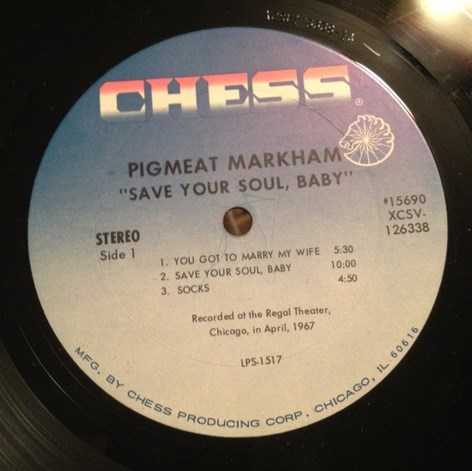 CHESS
®
PIGMEAT MARKHAM
"SAVE YOUR SOUL, BABY"
STEREO
Side 1
#15690
XCSV-
126338
1. YOU GOT TO MARRY MY WIFE 5:30
2. SAVE YOUR SOUL, BABY 10:00
3. SOCKS 4:50
Recorded at the Regal Theater,
Chicago, in April, 1967
LPS-1517
MFG. BY CHESS PRODUCING CORP., CHICAGO, IL. 60616